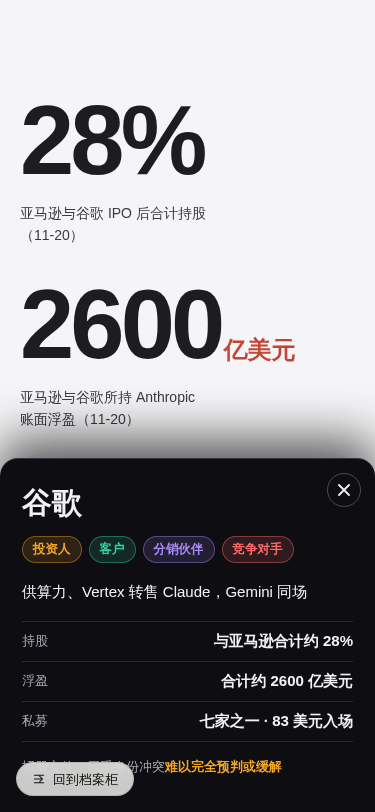 28%
亚马逊与谷歌 IPO 后合计持股
（11-20）
2600亿美元
亚马逊与谷歌所持 Anthropic
账面浮盈（11-20）
谷歌
投资人 客户 分销伙伴 竞争对手
供算力、Vertex 转售 Claude，Gemini 同场
持股 与亚马逊合计约 28%
浮盈 合计约 2600 亿美元
私募 七家之一 · 83 美元入场
份冲突难以完全预判或缓解
回到档案柜